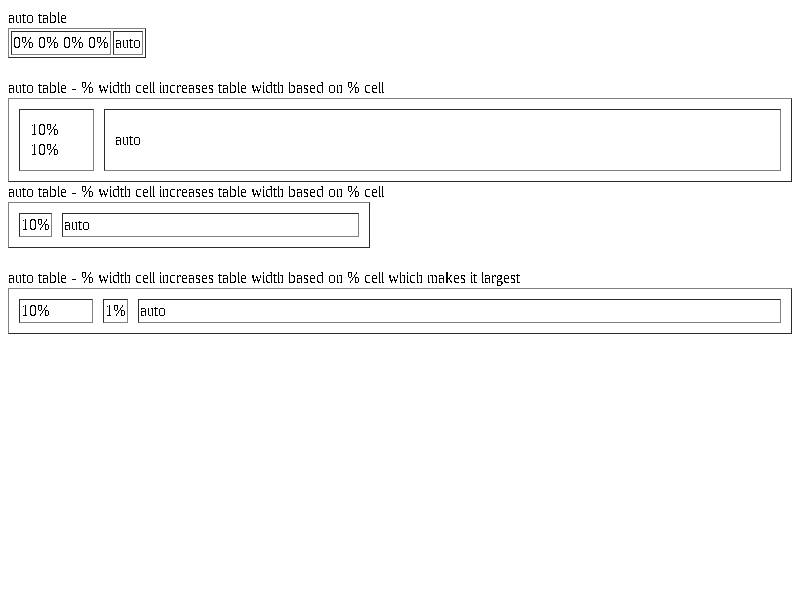 auto table
0% 0% 0% 0% auto
auto table - % width cell increases table width based on % cell
10%
10%
auto
auto table - % width cell increases table width based on % cell
10% auto
auto table - % width cell increases table width based on % cell which makes it largest
10% 1% auto